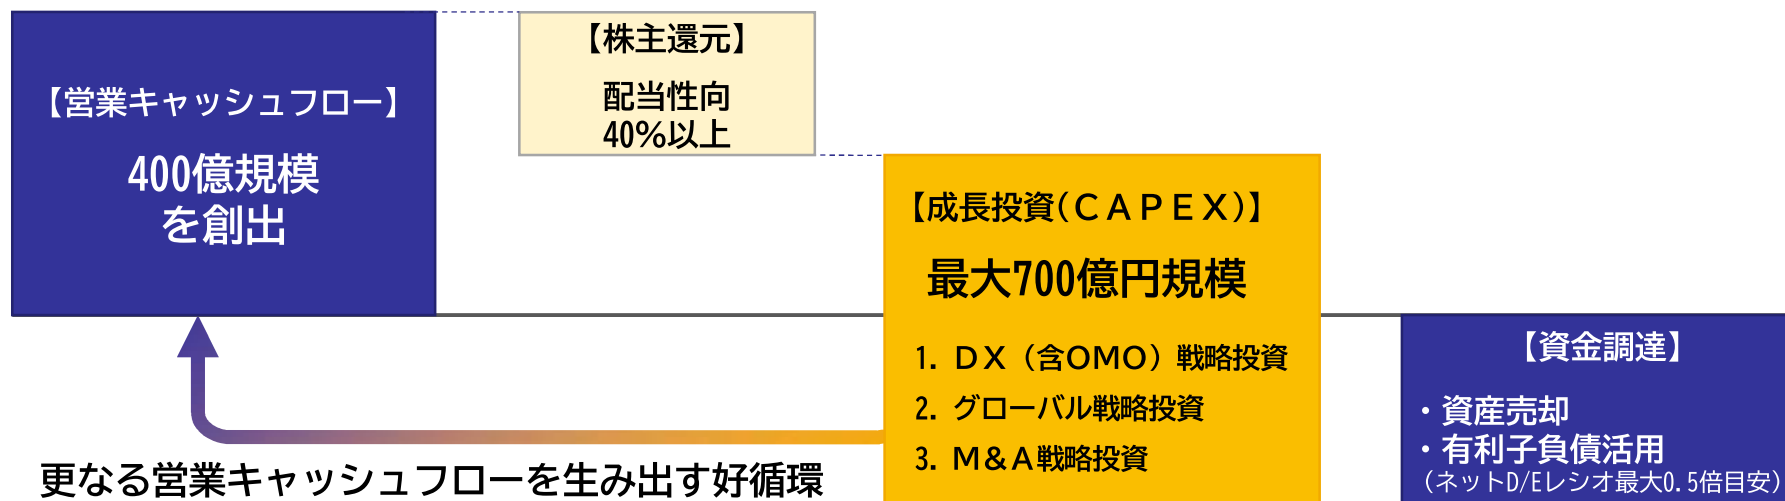 【営業キャッシュフロー】
400億規模
を創出
【株主還元】
配当性向
40%以上
【成長投資(ＣＡＰＥＸ)】
最大700億円規模
1. ＤＸ（含OMO）戦略投資
2. グローバル戦略投資
3. Ｍ＆Ａ戦略投資
【資金調達】
・資産売却
・有利子負債活用
（ネットD/Eレシオ最大0.5倍目安）
更なる営業キャッシュフローを生み出す好循環